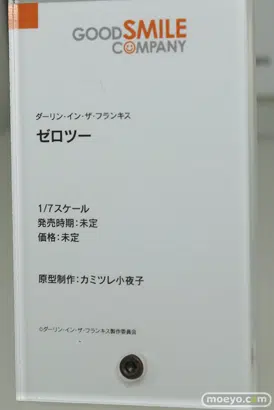 GOODSMILE
COMPANY
ダーリン・イン・ザ・フランキス
ゼロツー
1/7スケール
発売時期:未定
価格:未定
原型制作:カミツレ小夜子
©ダーリン・イン・ザ・フランキス製作委員会
moeyo.com